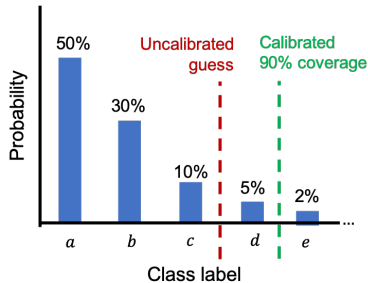 50%
Uncalibrated
guess
Calibrated
90% coverage
30%
10%
5%
2%
Probability
a b c d e ...
Class label